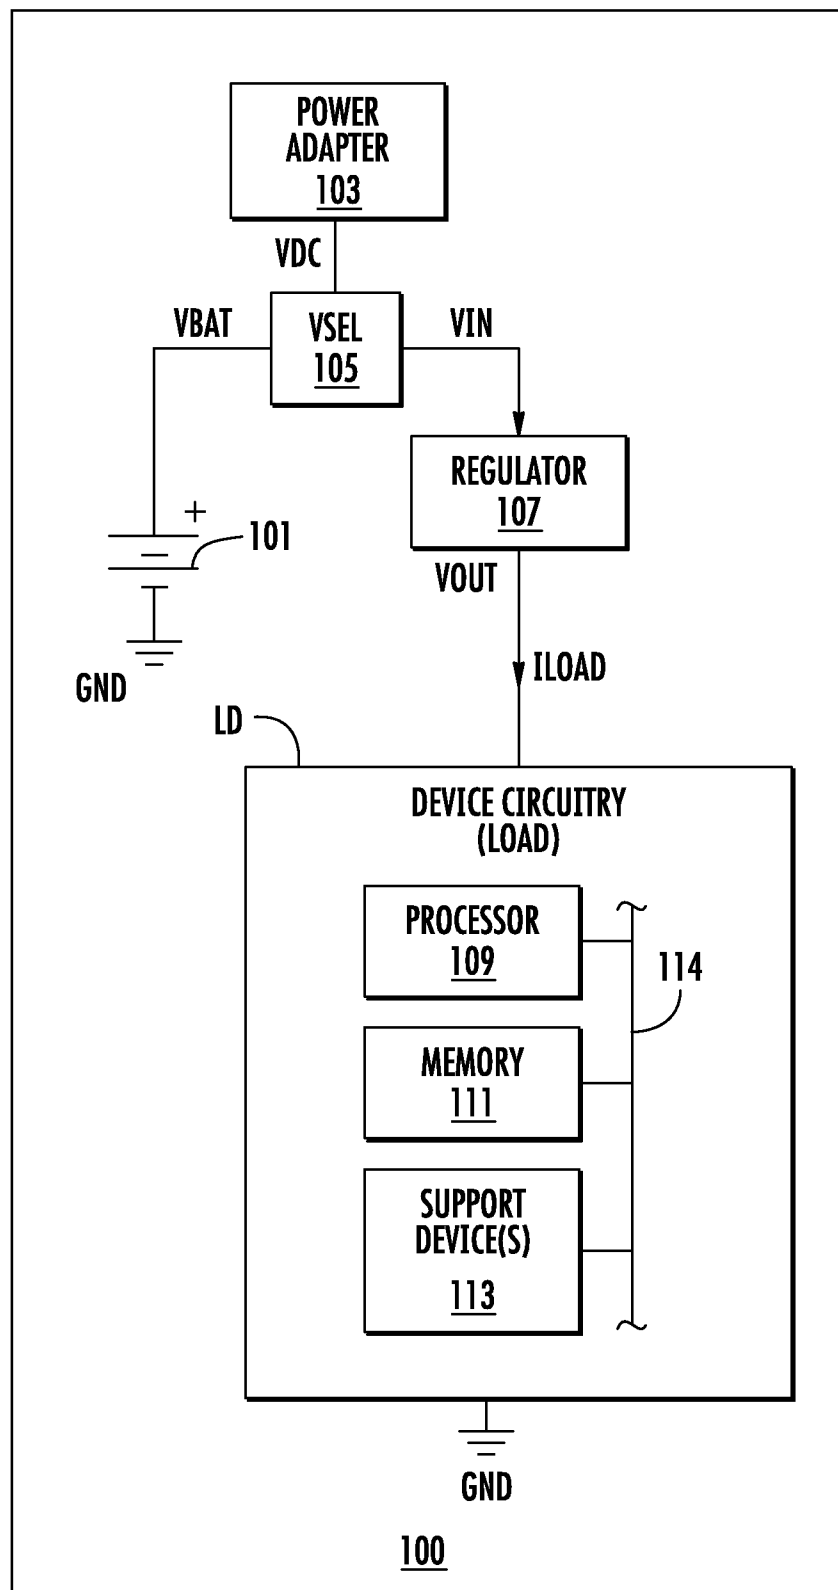 POWER
ADAPTER
103
VDC
VBAT
VSEL
105
VIN
REGULATOR
107
+
101
VOUT
GND
ILOAD
LD
DEVICE CIRCUITRY
(LOAD)
PROCESSOR
109
114
MEMORY
111
SUPPORT
DEVICE(S)
113
GND
100